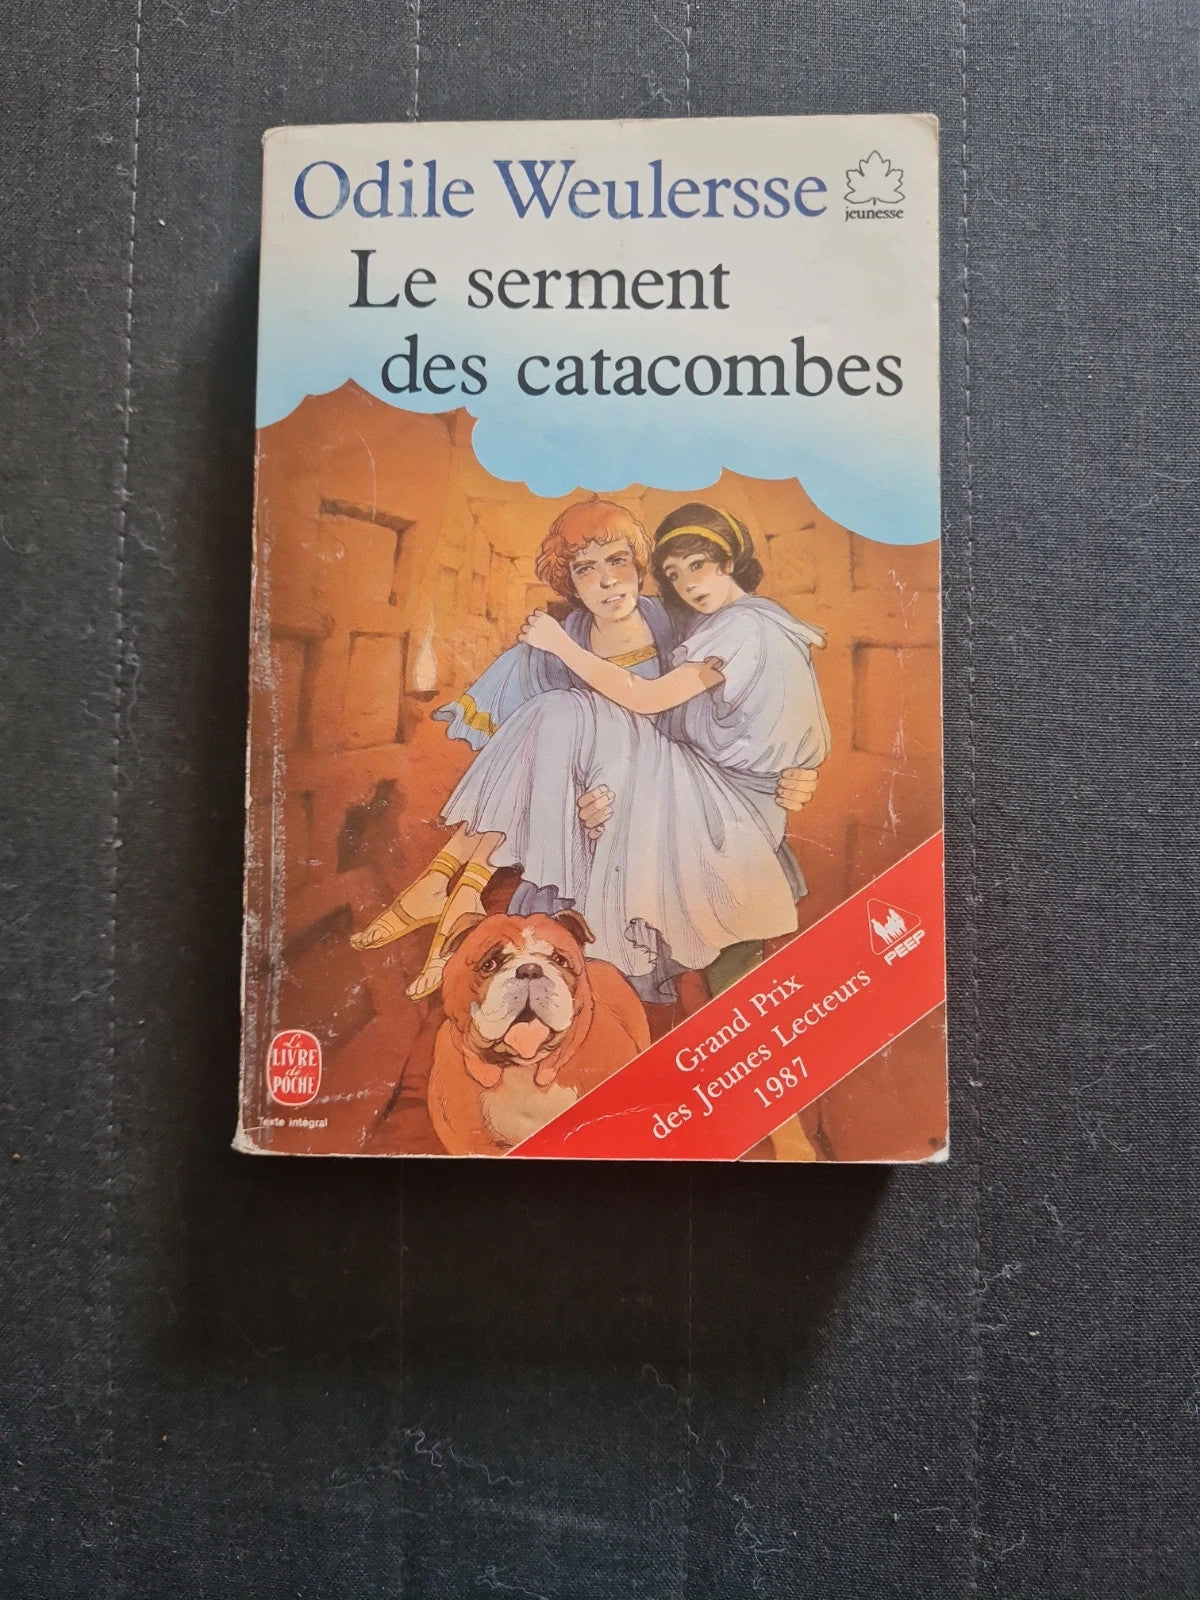 Odile Weulersse
jeunesse
Le serment
des catacombes
PEEP
Grand Prix
des Jeunes Lecteurs
1987
Le
LIVRE
de
POCHE
Texte intégral